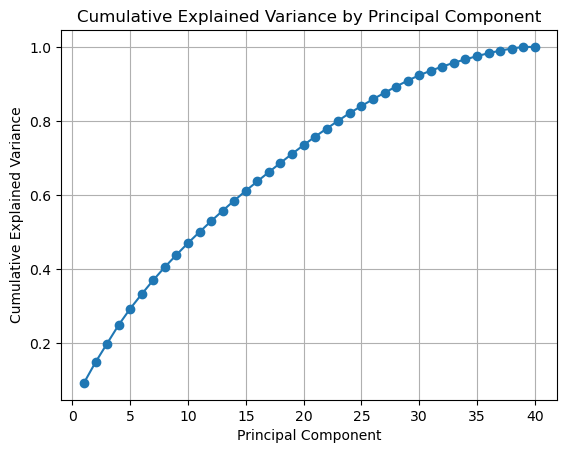 Cumulative Explained Variance by Principal Component
Cumulative Explained Variance
1.0
0.8
0.6
0.4
0.2
0 5 10 15 20 25 30 35 40
Principal Component